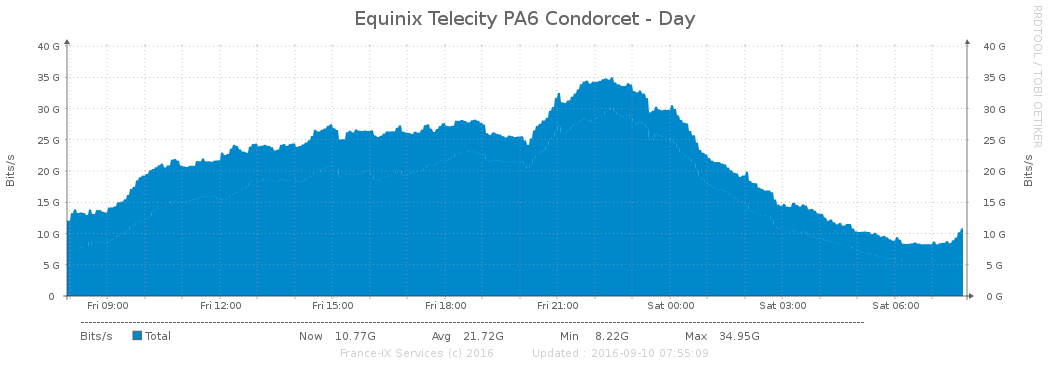 Equinix Telecity PA6 Condorcet - Day
RRDTOOL / TOBI OETIKER
Bits/s
Bits/s
40 G 40 G
35 G 35 G
30 G 30 G
25 G 25 G
20 G 20 G
15 G 15 G
10 G 10 G
5 G 5 G
0 0 G
Fri 09:00 Fri 12:00 Fri 15:00 Fri 18:00 Fri 21:00 Sat 00:00 Sat 03:00 Sat 06:00
Bits/s Total Now 10.77G Avg 21.72G Min 8.22G Max 34.95G
France-IX Services (c) 2016 Updated : 2016-09-10 07:55:09